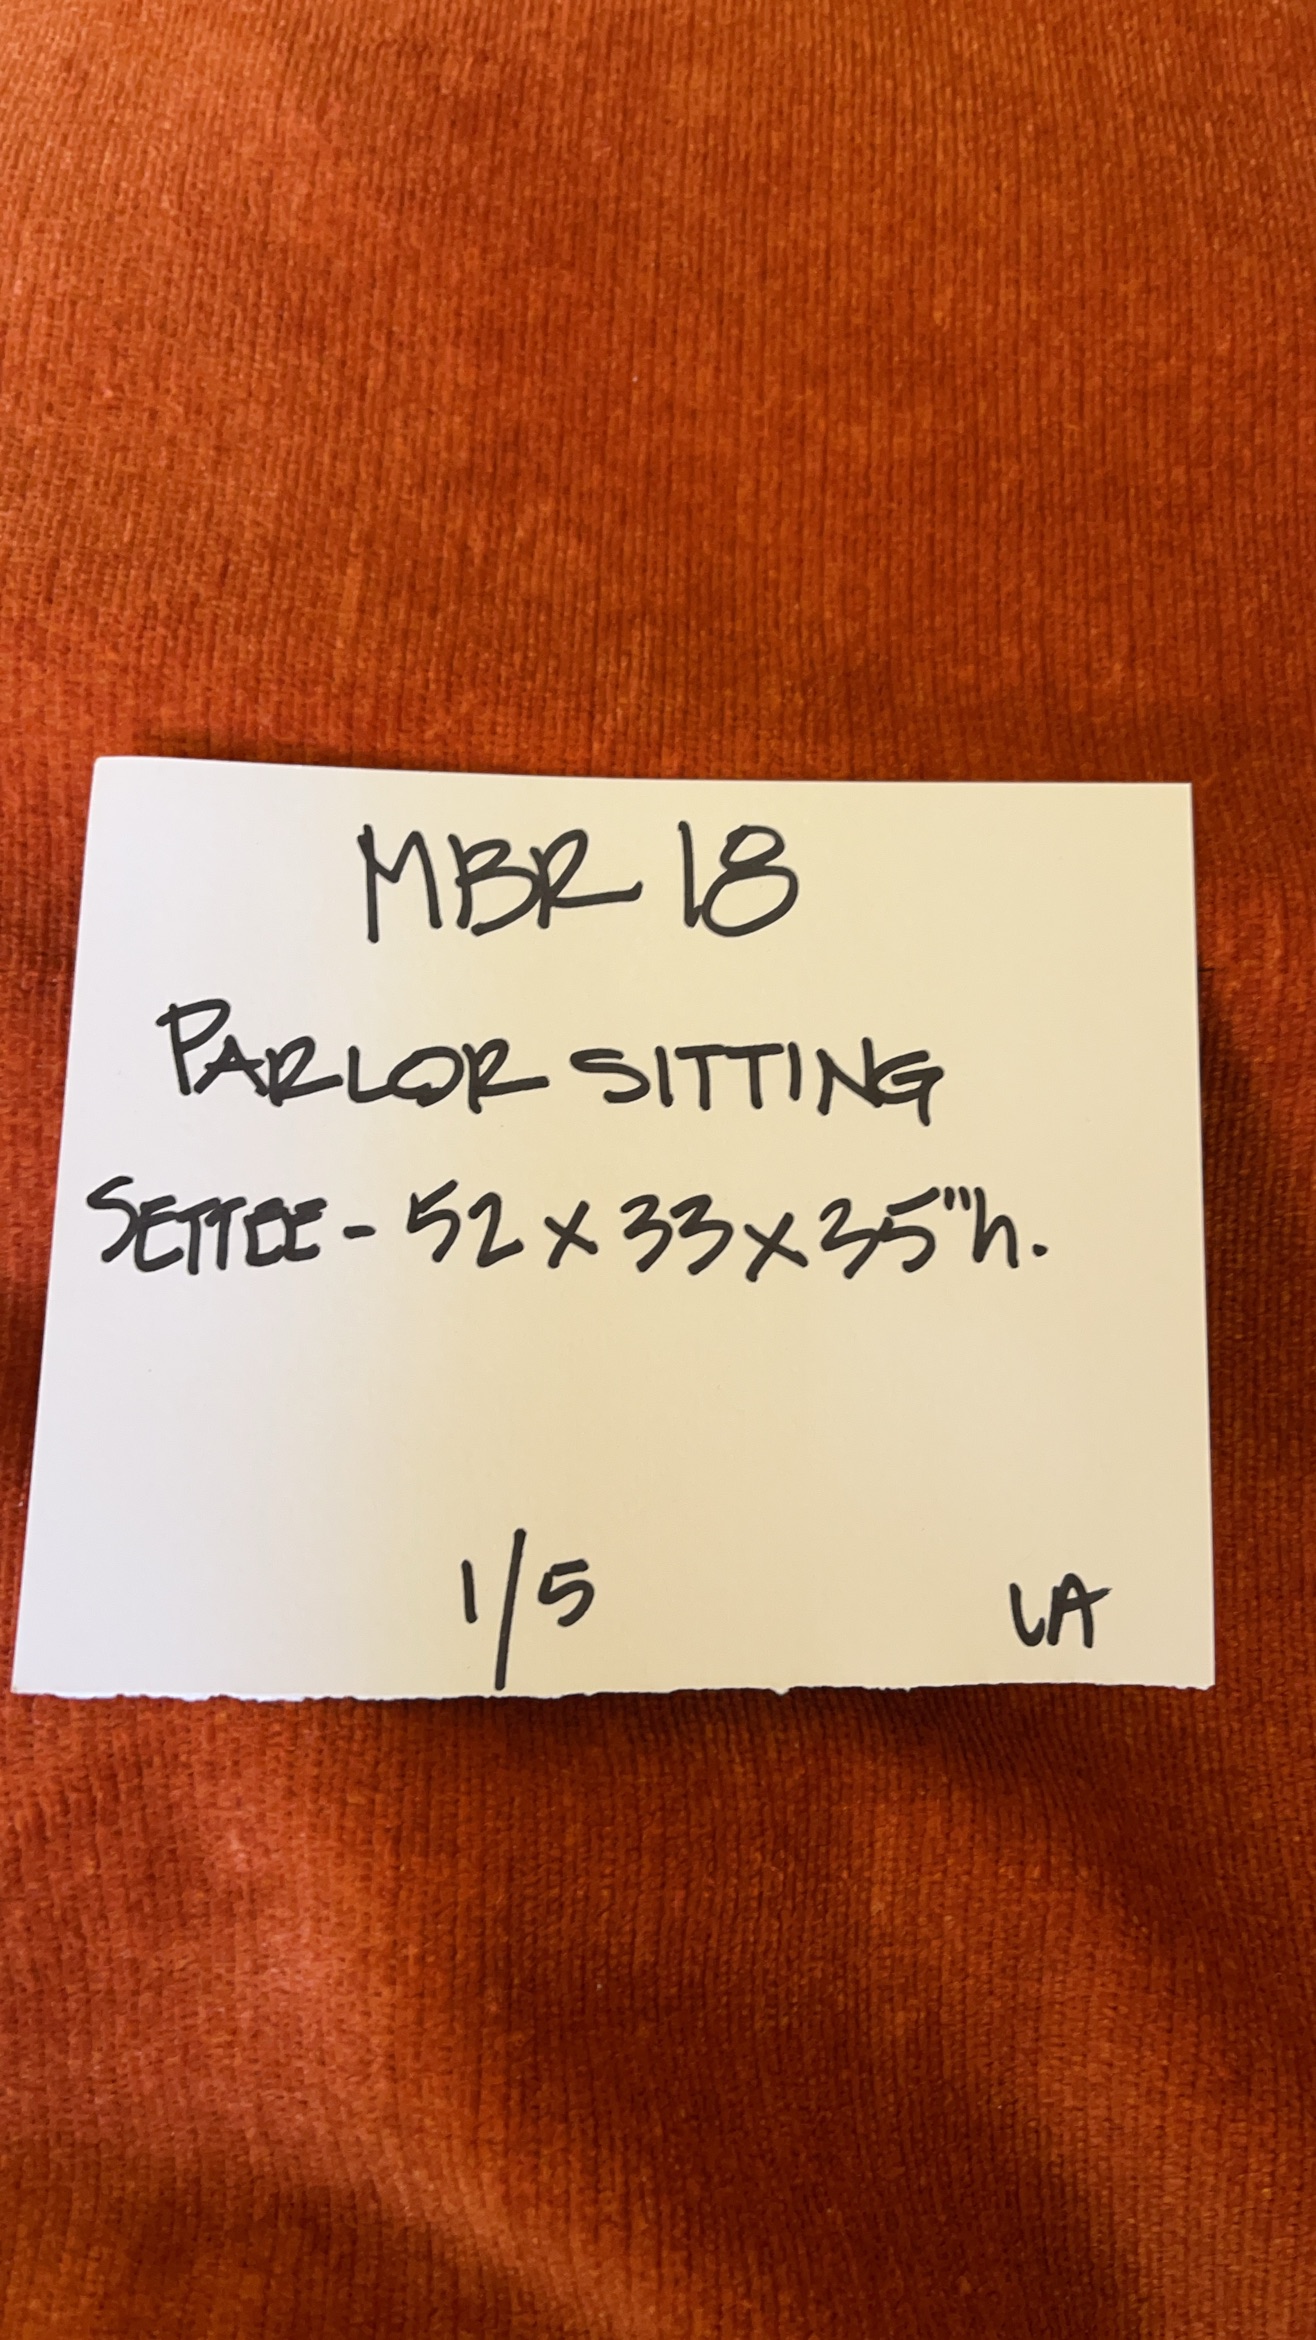 MBR 18
PARLOR SITTING
SETTEE - 52 x 33 x 35"h.
1/5
LA